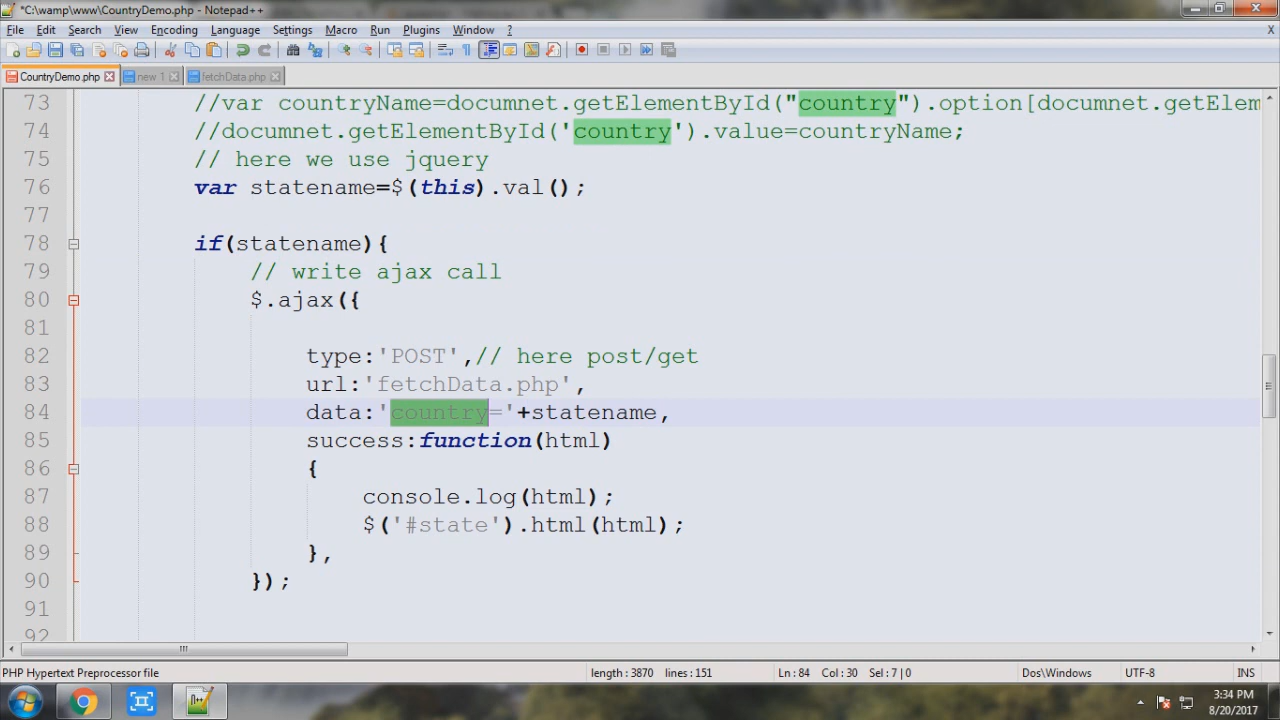 *C:\wamp\www\CountryDemo.php - Notepad++
File Edit Search View Encoding Language Settings Macro Run Plugins Window ? X
CountryDemo.php new 1 fetchData.php
73 //var countryName=documnet.getElementById("country").option[documnet.getElem
74 //documnet.getElementById('country').value=countryName;
75 // here we use jquery
76 var statename=$(this).val();
77
78 if(statename){
79 // write ajax call
80 $.ajax({
81
82 type:'POST',// here post/get
83 url:'fetchData.php',
84 data:'country='+statename,
85 success:function(html)
86 {
87 console.log(html);
88 $('#state').html(html);
89 },
90 });
91
92
PHP Hypertext Preprocessor file length : 3870 lines : 151 Ln : 84 Col : 30 Sel : 7 | 0 Dos\Windows UTF-8 INS
3:34 PM
8/20/2017